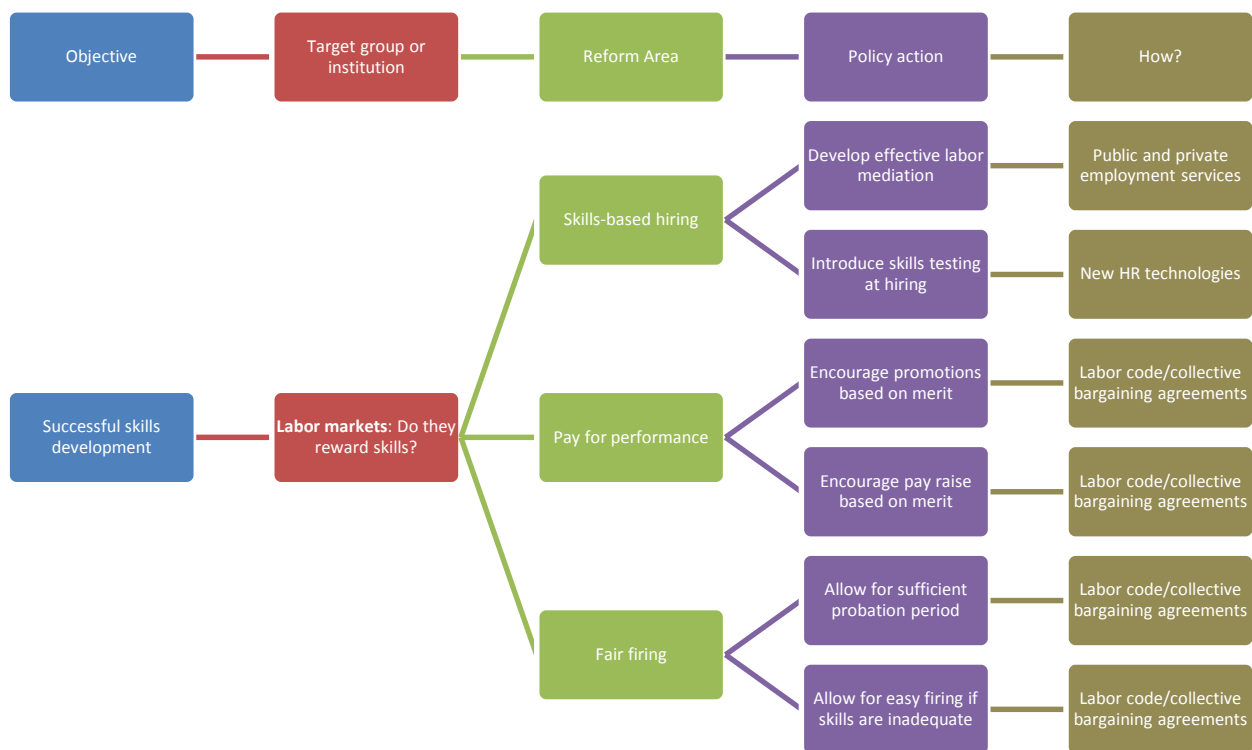 Objective
Target group or
institution
Reform Area
Policy action
How?
Successful skills
development
Labor markets: Do they
reward skills?
Skills-based hiring
Develop effective labor
mediation
Public and private
employment services
Introduce skills testing
at hiring
New HR technologies
Pay for performance
Encourage promotions
based on merit
Labor code/collective
bargaining agreements
Encourage pay raise
based on merit
Labor code/collective
bargaining agreements
Fair firing
Allow for sufficient
probation period
Labor code/collective
bargaining agreements
Allow for easy firing if
skills are inadequate
Labor code/collective
bargaining agreements